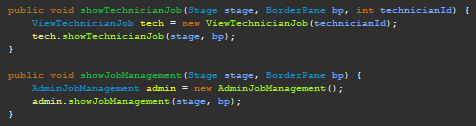 public void showTechnicianJob(Stage stage, BorderPane bp, int technicianId) {
    ViewTechnicianJob tech = new ViewTechnicianJob(technicianId);
    tech.showTechnicianJob(stage, bp);
}
public void showJobManagement(Stage stage, BorderPane bp) {
    AdminJobManagement admin = new AdminJobManagement();
    admin.showJobManagement(stage, bp);
}